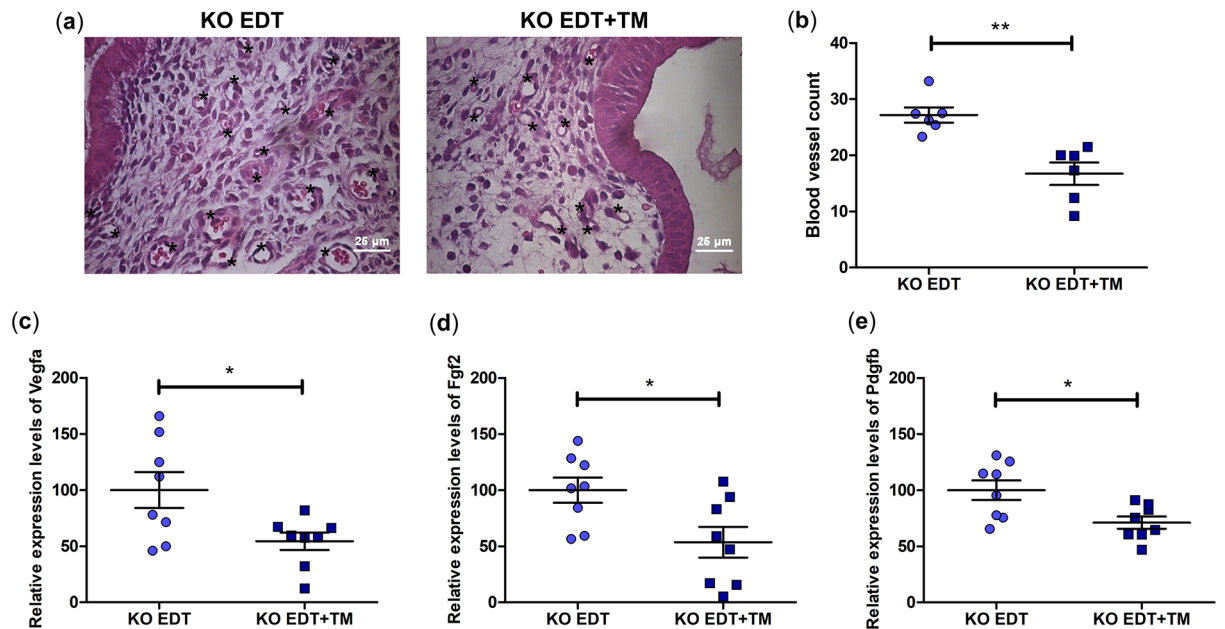 (a)
KO EDT
KO EDT+TM
* * * * * * * * * * * * * * * * * *
25 μm
* * * * * * * * * * *
25 μm
(b)
**
Blood vessel count
40
30
20
10
0
KO EDT
KO EDT+TM
(c)
*
Relative expression levels of Vegfa
200
150
100
50
0
KO EDT
KO EDT+TM
(d)
*
Relative expression levels of Fgf2
200
150
100
50
0
KO EDT
KO EDT+TM
(e)
*
Relative expression levels of Pdgfb
200
150
100
50
0
KO EDT
KO EDT+TM